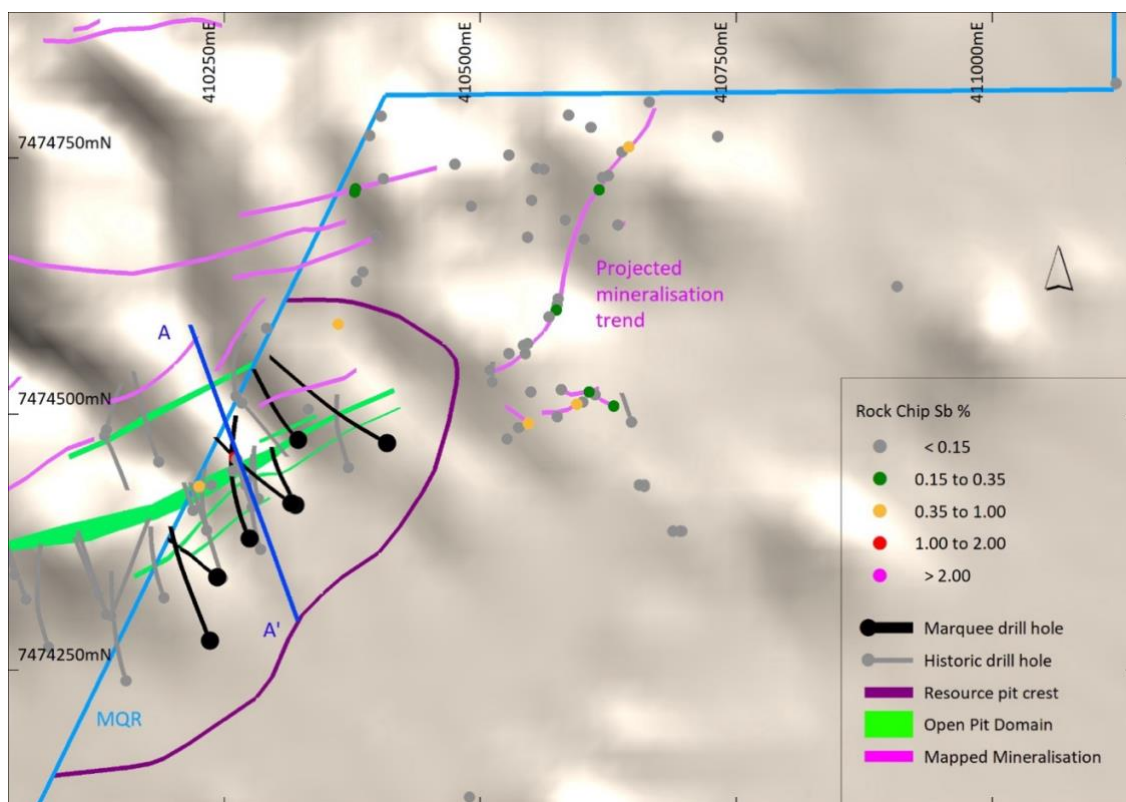 410250mE
410500mE
410750mE
411000mE
7474750mN
Projected
mineralisation
trend
A
7474500mN
A'
7474250mN
MQR
Rock Chip Sb %
< 0.15
0.15 to 0.35
0.35 to 1.00
1.00 to 2.00
> 2.00
Marquee drill hole
Historic drill hole
Resource pit crest
Open Pit Domain
Mapped Mineralisation